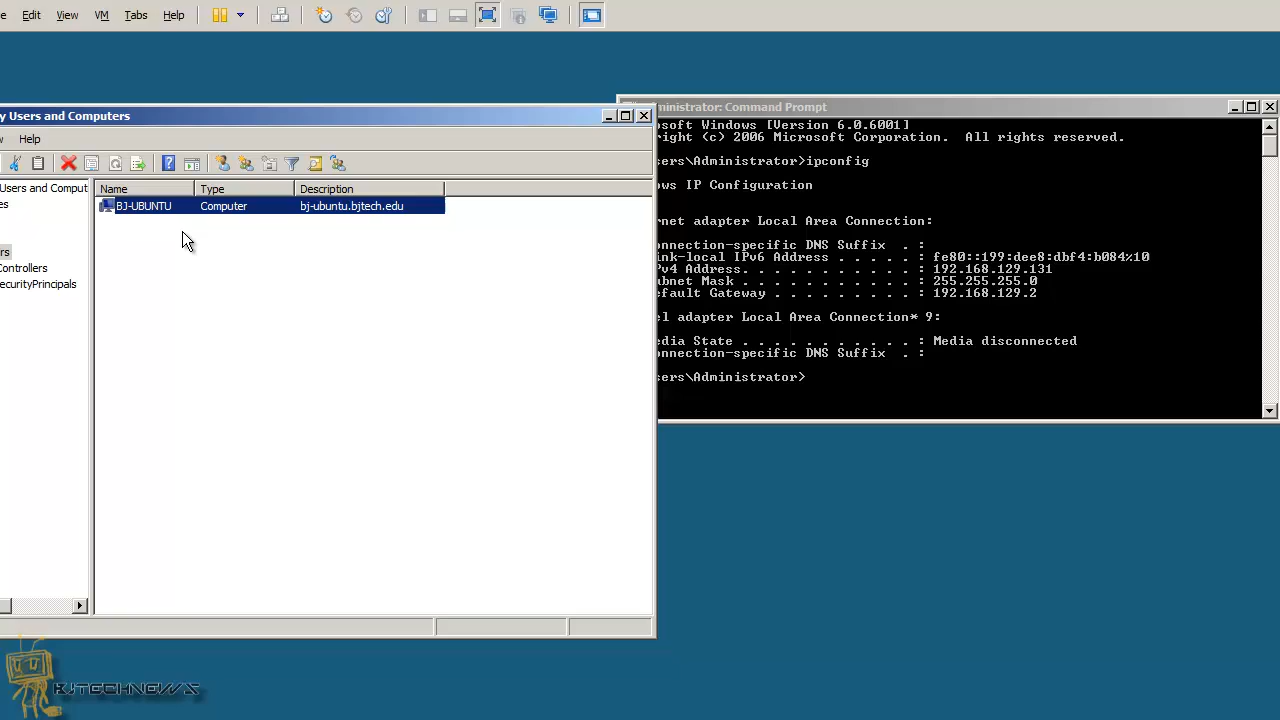 Edit View VM Tabs Help
y Users and Computers
Help
Users and Comput
es
rs
Controllers
ecurityPrincipals
Name Type Description
BJ-UBUNTU Computer bj-ubuntu.bjtech.edu
ministrator: Command Prompt
osoft Windows [Version 6.0.6001]
right (c) 2006 Microsoft Corporation. All rights reserved.
ers\Administrator>ipconfig
ows IP Configuration
rnet adapter Local Area Connection:
onnection-specific DNS Suffix . :
ink-local IPv6 Address . . . . . : fe80::199:dee8:dbf4:b084%10
Pv4 Address. . . . . . . . . . . : 192.168.129.131
ubnet Mask . . . . . . . . . . . : 255.255.255.0
efault Gateway . . . . . . . . . : 192.168.129.2
el adapter Local Area Connection* 9:
edia State . . . . . . . . . . . : Media disconnected
onnection-specific DNS Suffix . :
ers\Administrator>
BJTECHNEWS